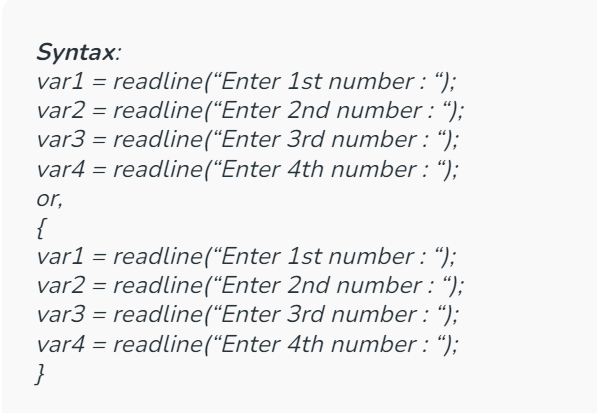 Syntax:
var1 = readline(“Enter 1st number : “);
var2 = readline(“Enter 2nd number : “);
var3 = readline(“Enter 3rd number : “);
var4 = readline(“Enter 4th number : “);
or,
{
var1 = readline(“Enter 1st number : “);
var2 = readline(“Enter 2nd number : “);
var3 = readline(“Enter 3rd number : “);
var4 = readline(“Enter 4th number : “);
}